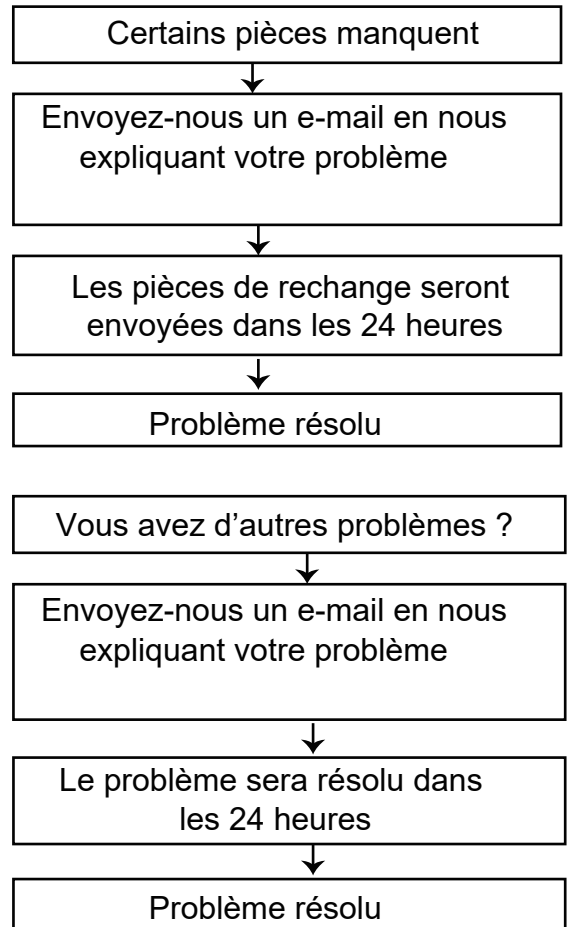 Certains pièces manquent
Envoyez-nous un e-mail en nous
expliquant votre problème
Les pièces de rechange seront
envoyées dans les 24 heures
Problème résolu
Vous avez d’autres problèmes ?
Envoyez-nous un e-mail en nous
expliquant votre problème
Le problème sera résolu dans
les 24 heures
Problème résolu